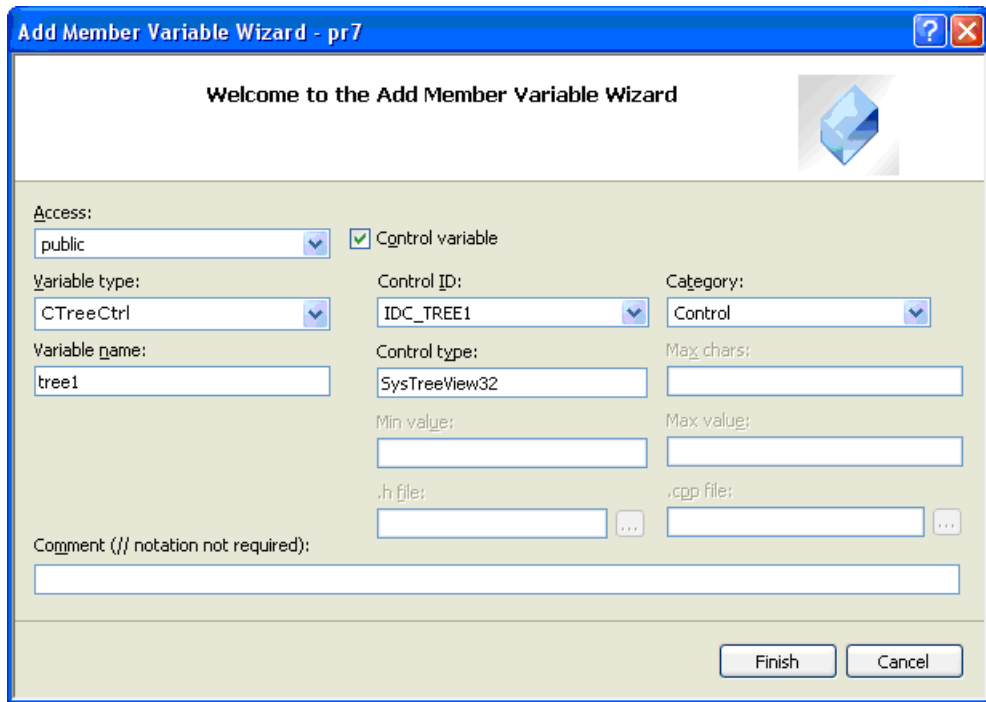 Add Member Variable Wizard - pr7
?
Welcome to the Add Member Variable Wizard
Access:
public
Control variable
Variable type:
CTreeCtrl
Control ID:
IDC_TREE1
Category:
Control
Variable name:
tree1
Control type:
SysTreeView32
Max chars:
Min value:
Max value:
.h file:
...
.cpp file:
...
Comment (// notation not required):
Finish
Cancel